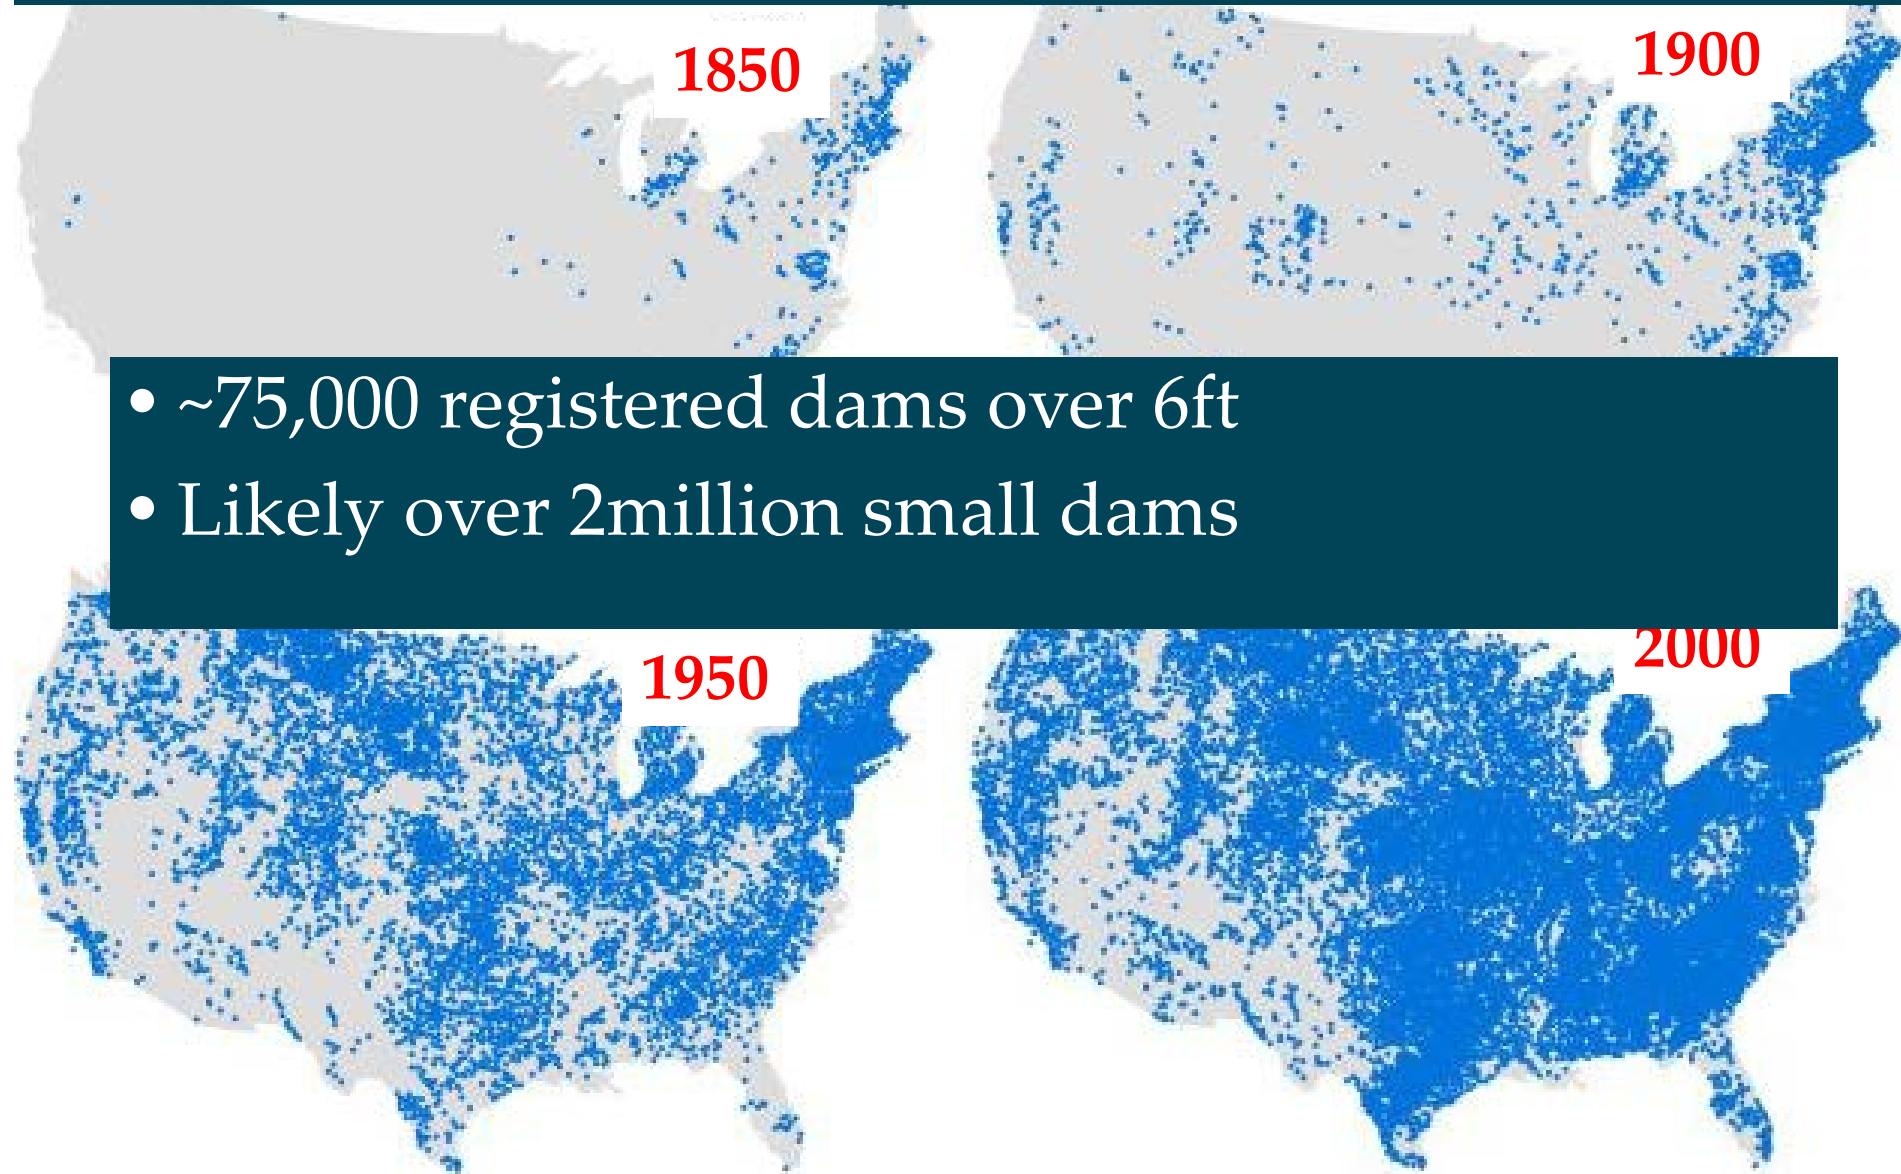 1850
1900
• ~75,000 registered dams over 6ft
• Likely over 2million small dams
1950
2000